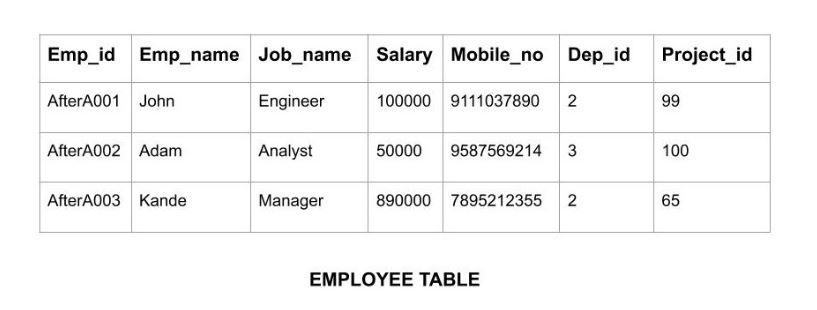 Emp_id Emp_name Job_name Salary Mobile_no Dep_id Project_id
AfterA001 John Engineer 100000 9111037890 2 99
AfterA002 Adam Analyst 50000 9587569214 3 100
AfterA003 Kande Manager 890000 7895212355 2 65
EMPLOYEE TABLE